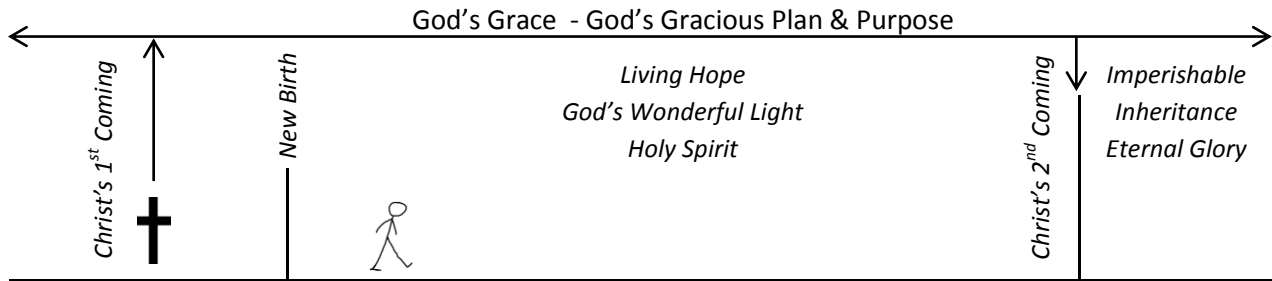 God’s Grace - God’s Gracious Plan & Purpose
Christ’s 1st Coming
New Birth
Living Hope
God’s Wonderful Light
Holy Spirit
Christ’s 2nd Coming
Imperishable
Inheritance
Eternal Glory